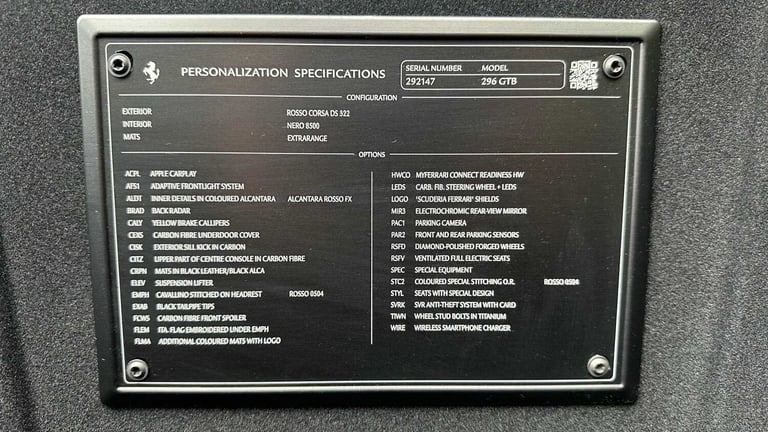 PERSONALIZATION SPECIFICATIONS
SERIAL NUMBER MODEL
292147 296 GTB
CONFIGURATION
EXTERIOR ROSSO CORSA DS 322
INTERIOR NERO 8500
MATS EXTRARANGE
OPTIONS
ACPL APPLE CARPLAY
AFS1 ADAPTIVE FRONTLIGHT SYSTEM
ALDT INNER DETAILS IN COLOURED ALCANTARA ALCANTARA ROSSO FX
BRAD BACK RADAR
CALY YELLOW BRAKE CALLIPERS
CEXS CARBON FIBRE UNDERDOOR COVER
CISK EXTERIOR SILL KICK IN CARBON
CITZ UPPER PART OF CENTRE CONSOLE IN CARBON FIBRE
CRPN MATS IN BLACK LEATHER/BLACK ALCA
ELEV SUSPENSION LIFTER
EMPH CAVALLINO STITCHED ON HEADREST ROSSO 0504
EXAB BLACK TAILPIPE TIPS
FCWS CARBON FIBRE FRONT SPOILER
FLEM ITA. FLAG EMBROIDERED UNDER EMPH
FLMA ADDITIONAL COLOURED MATS WITH LOGO
HWCO MYFERRARI CONNECT READINESS HW
LEDS CARB. FIB. STEERING WHEEL + LEDS
LOGO 'SCUDERIA FERRARI' SHIELDS
MIR3 ELECTROCHROMIC REAR-VIEW MIRROR
PAC1 PARKING CAMERA
PAR2 FRONT AND REAR PARKING SENSORS
RSFD DIAMOND-POLISHED FORGED WHEELS
RSFV VENTILATED FULL ELECTRIC SEATS
SPEC SPECIAL EQUIPMENT
STC2 COLOURED SPECIAL STITCHING O.R. ROSSO 0504
STYL SEATS WITH SPECIAL DESIGN
SVRK SVR ANTI-THEFT SYSTEM WITH CARD
TIWN WHEEL STUD BOLTS IN TITANIUM
WIRE WIRELESS SMARTPHONE CHARGER